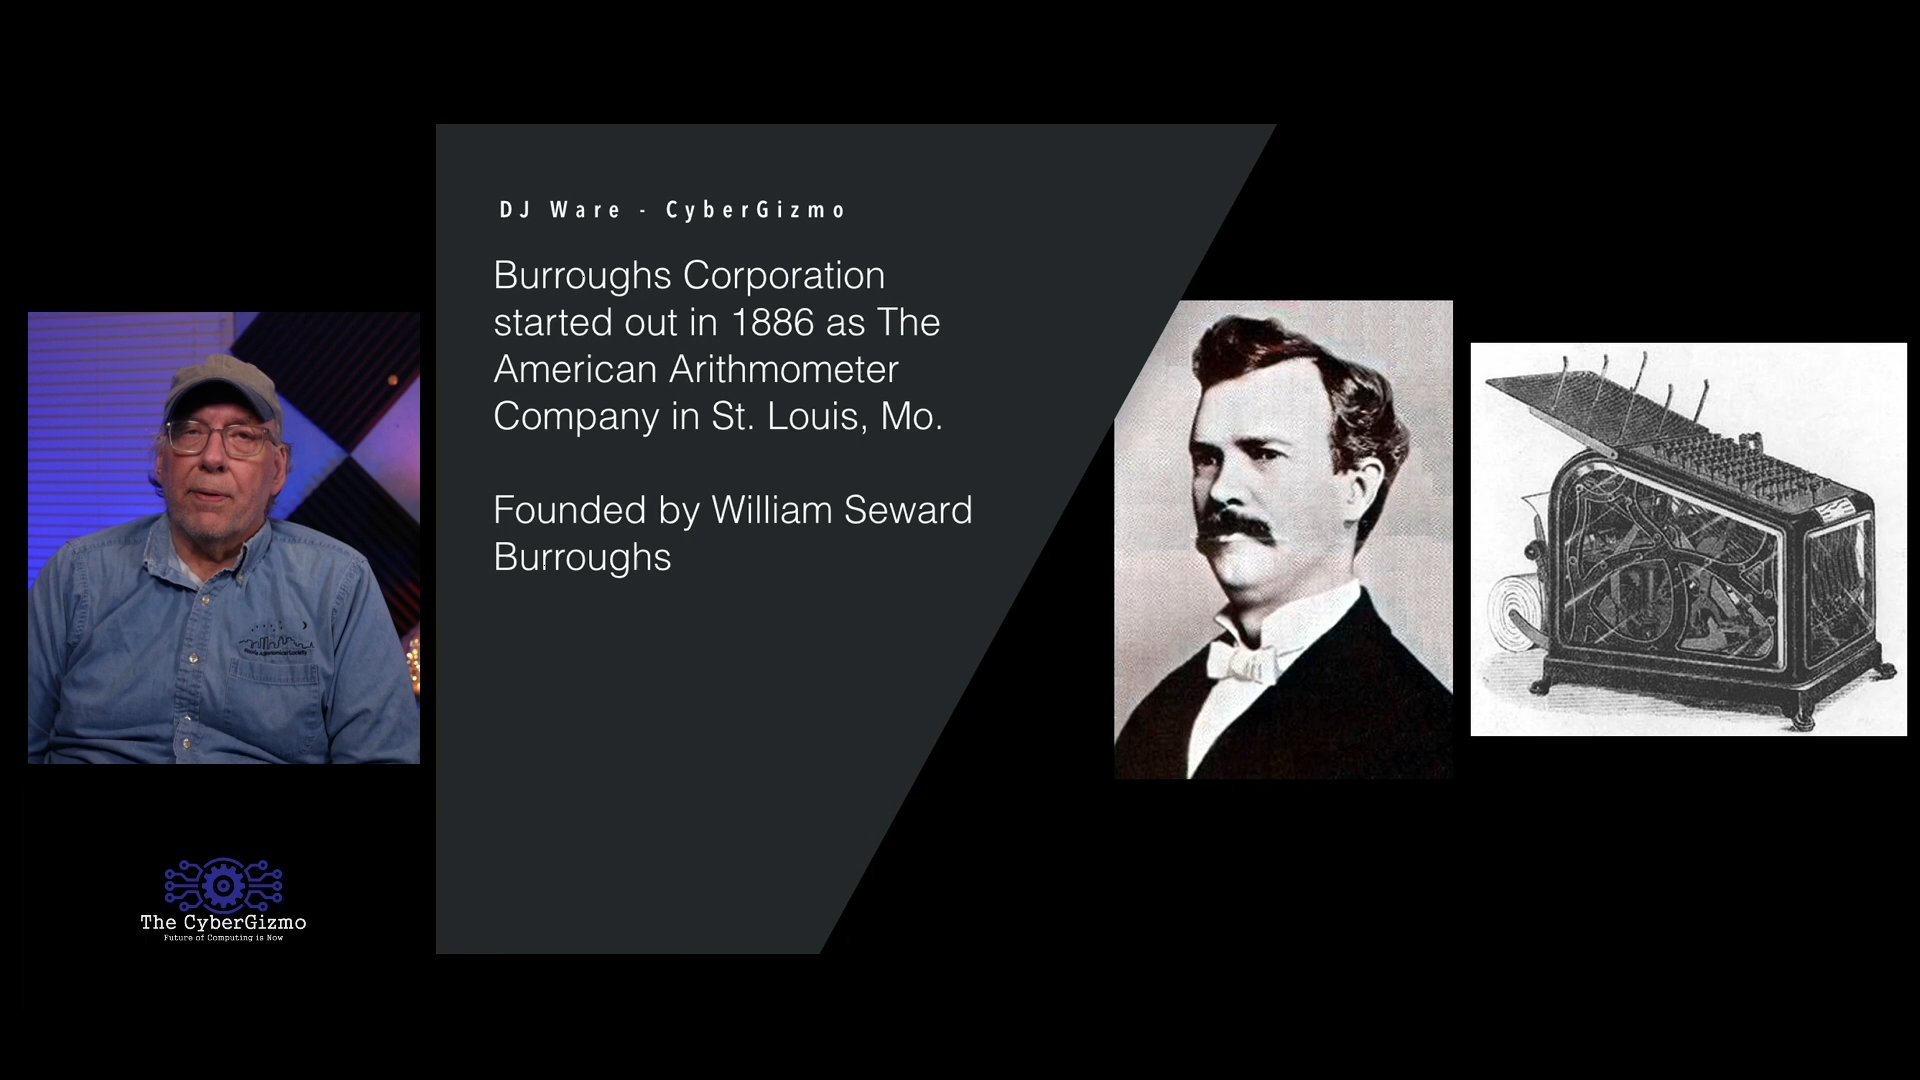 DJ Ware - CyberGizmo
Burroughs Corporation
started out in 1886 as The
American Arithmometer
Company in St. Louis, Mo.
Founded by William Seward
Burroughs
The CyberGizmo
Future of Computing is Now